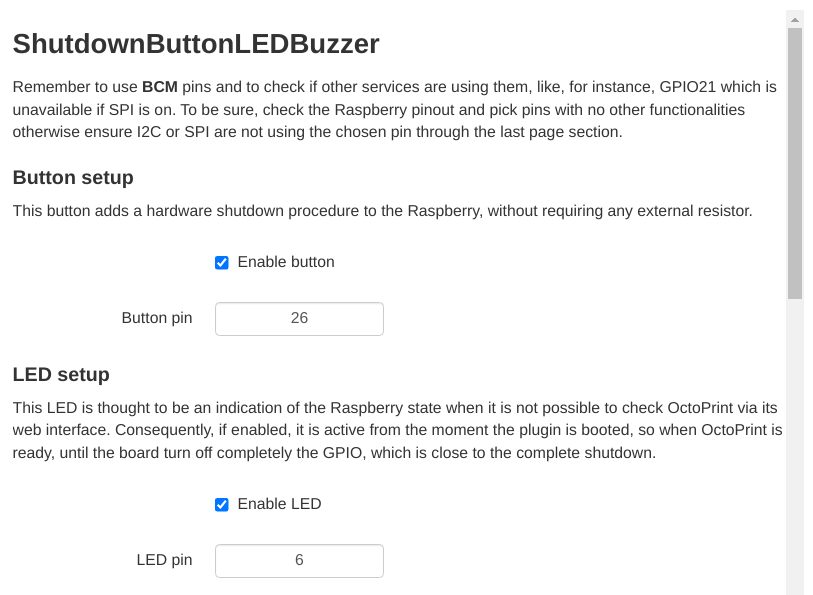 ShutdownButtonLEDBuzzer
Remember to use BCM pins and to check if other services are using them, like, for instance, GPIO21 which is
unavailable if SPI is on. To be sure, check the Raspberry pinout and pick pins with no other functionalities
otherwise ensure I2C or SPI are not using the chosen pin through the last page section.
Button setup
This button adds a hardware shutdown procedure to the Raspberry, without requiring any external resistor.
Enable button
Button pin 26
LED setup
This LED is thought to be an indication of the Raspberry state when it is not possible to check OctoPrint via its
web interface. Consequently, if enabled, it is active from the moment the plugin is booted, so when OctoPrint is
ready, until the board turn off completely the GPIO, which is close to the complete shutdown.
Enable LED
LED pin 6